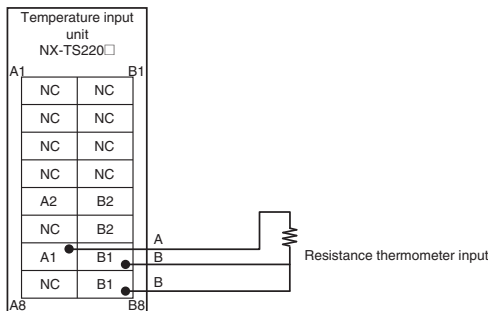 Temperature input
unit
NX-TS220□
A1 B1
NC NC
NC NC
NC NC
NC NC
A2 B2
NC B2
A
A1 B1 B
Resistance thermometer input
NC B1 B
A8 B8